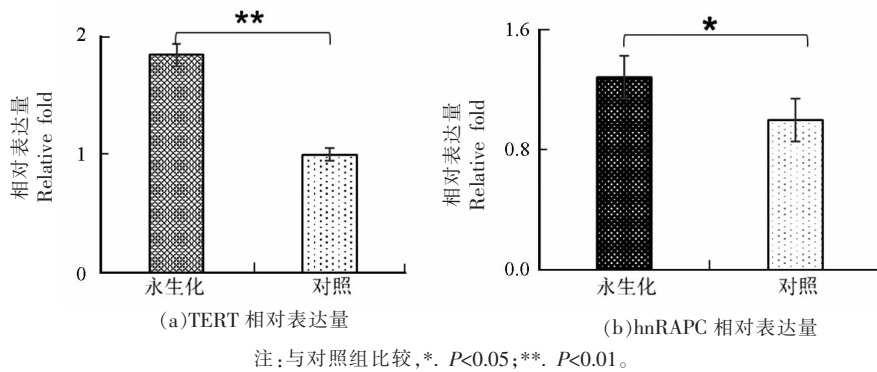 相对表达量
Relative fold
2
1
0
**
永生化
对照
(a)TERT 相对表达量
相对表达量
Relative fold
1.6
0.8
0.0
*
永生化
对照
(b)hnRAPC 相对表达量
注:与对照组比较,*. P<0.05;**. P<0.01。